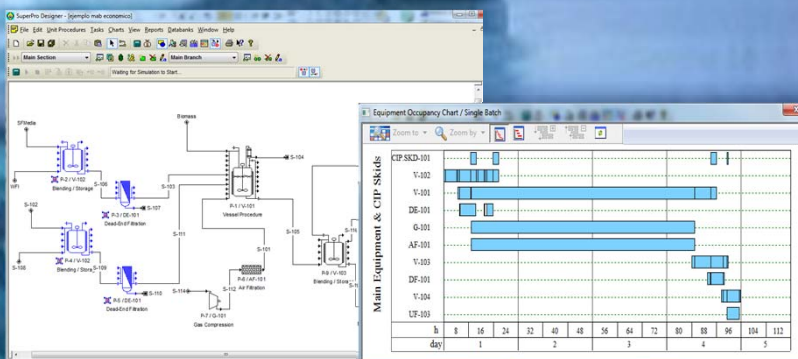 SuperPro Designer - [ejemplo mab economico]
File Edit Unit Procedures Tasks Charts View Reports Databanks Window Help
Main Section
Main Branch
Waiting for Simulation to Start...
SFXmedia
WFI
P-2 / V-102
Blending / Storage
S-106
P-3 / DE-101
Dead-End Filtration
S-107
S-103
S-111
Biomass
S-104
P-1 / V-101
Vessel Procedure
S-101
S-105
S-102
S-108
P-4 / V-102
Blending / Storage
S-109
P-5 / DE-101
Dead-End Filtration
S-110
S-114
P-7 / G-101
Gas Compression
S-112
P-6 / AF-101
Air Filtration
P-9 / V-103
Blending / Store
Equipment Occupancy Chart / Single Batch
Zoom to
Zoom by
Main Equipment & CIP Skids
CIP SKD-101
V-102
V-101
DE-101
G-101
AF-101
V-103
DF-101
V-104
UF-103
h 8 16 24 32 40 48 56 64 72 80 88 96 104 112
day 1 2 3 4 5